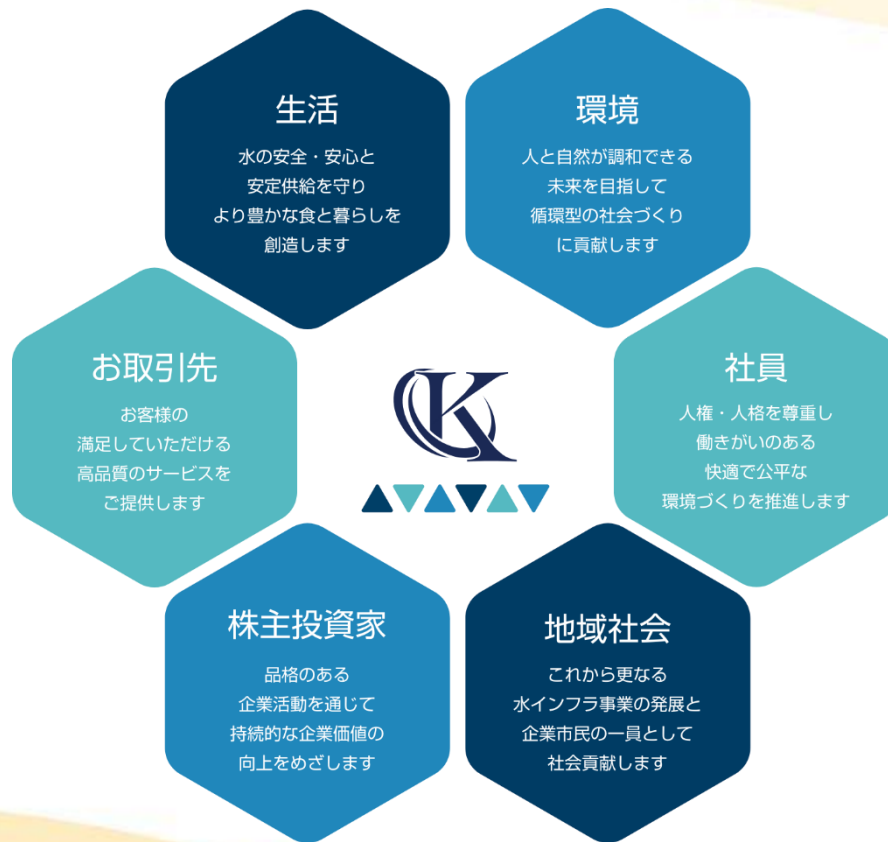 生活
水の安全・安心と
安定供給を守り
より豊かな食と暮らしを
創造します
環境
人と自然が調和できる
未来を目指して
循環型の社会づくり
に貢献します
お取引先
お客様の
満足していただける
高品質のサービスを
ご提供します
社員
人権・人格を尊重し
働きがいのある
快適で公平な
環境づくりを推進します
株主投資家
品格のある
企業活動を通じて
持続的な企業価値の
向上をめざします
地域社会
これから更なる
水インフラ事業の発展と
企業市民の一員として
社会貢献します